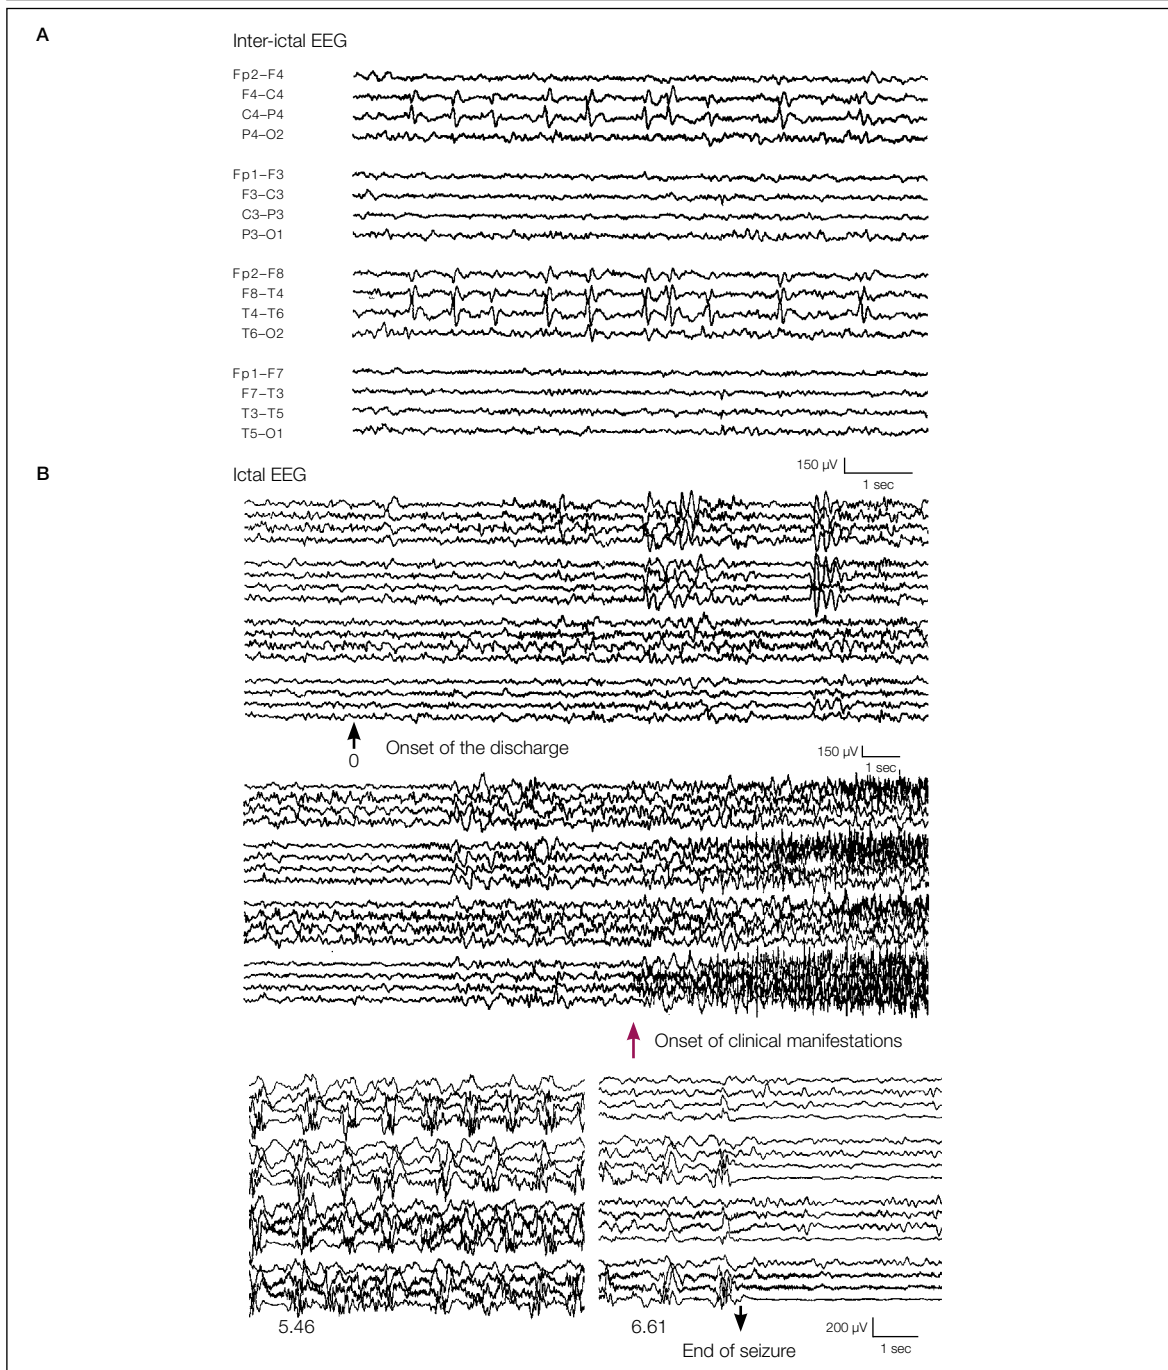 A
Inter-ictal EEG
Fp2–F4
F4–C4
C4–P4
P4–O2
Fp1–F3
F3–C3
C3–P3
P3–O1
Fp2–F8
F8–T4
T4–T6
T6–O2
Fp1–F7
F7–T3
T3–T5
T5–O1
150 µV
1 sec
B
Ictal EEG
0
Onset of the discharge
150 µV
1 sec
Onset of clinical manifestations
5.46
6.61
End of seizure
200 µV
1 sec